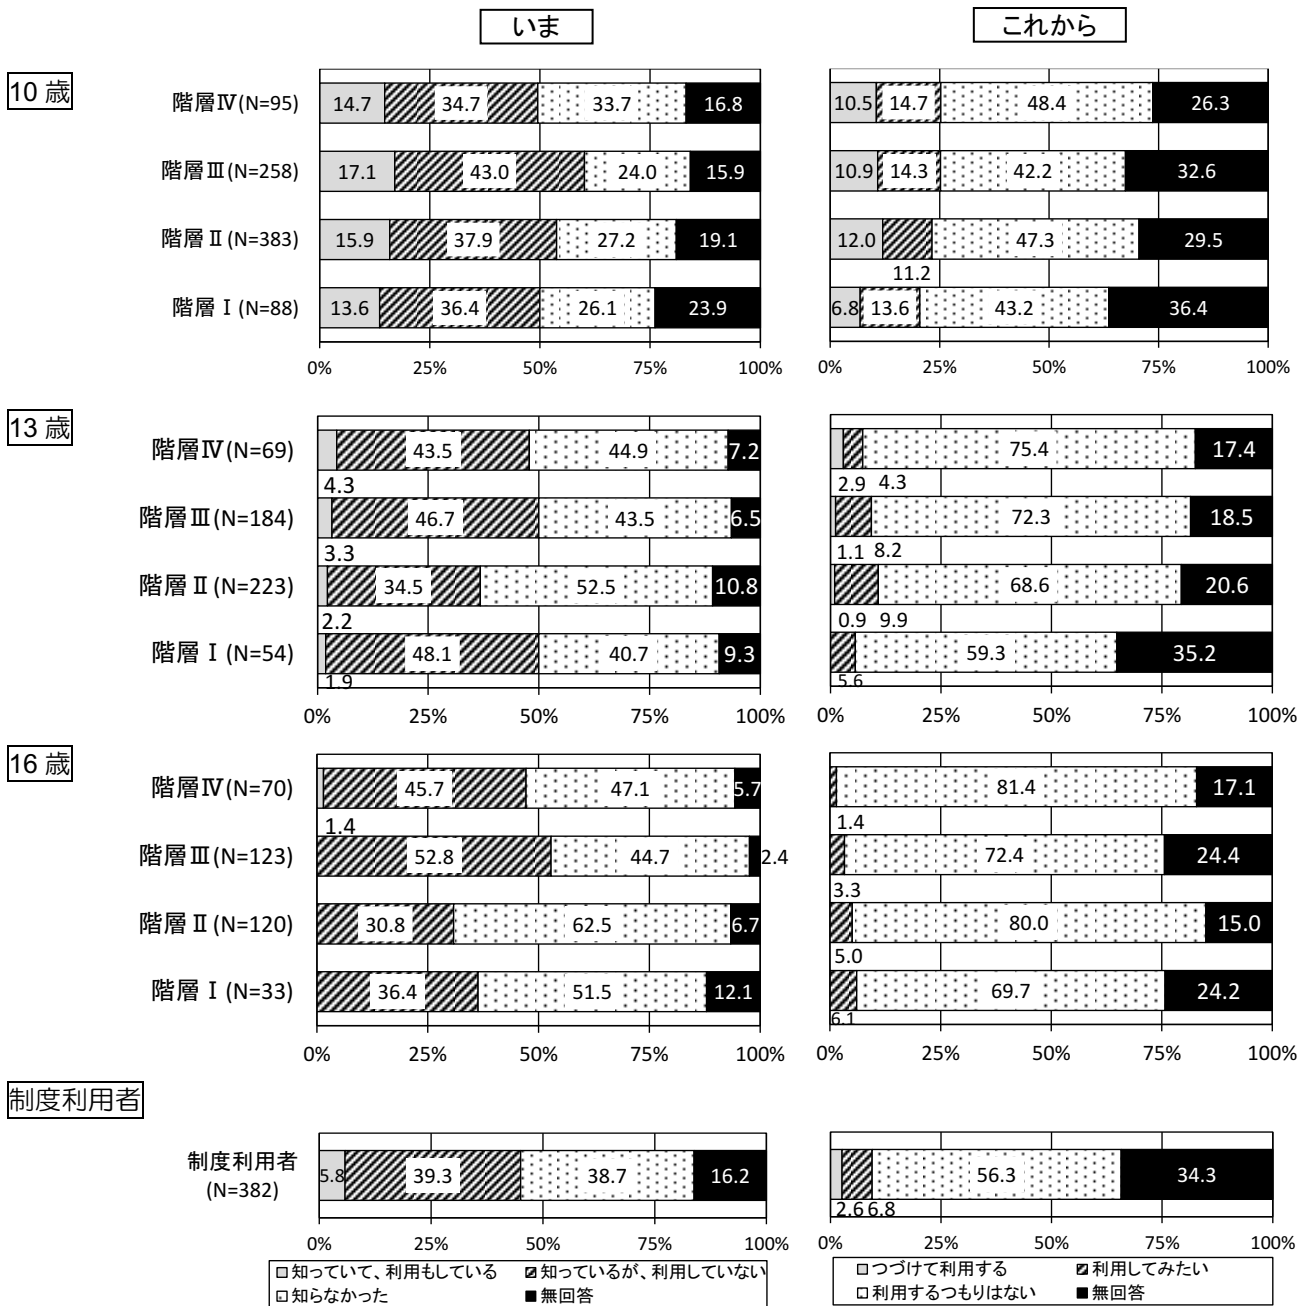 いま
これから
10 歳
階層Ⅳ(N=95) 14.7 34.7 33.7 16.8 10.5 14.7 48.4 26.3
階層Ⅲ(N=258) 17.1 43.0 24.0 15.9 10.9 14.3 42.2 32.6
階層Ⅱ(N=383) 15.9 37.9 27.2 19.1 12.0 47.3 29.5
11.2
階層Ⅰ(N=88) 13.6 36.4 26.1 23.9 6.8 13.6 43.2 36.4
0% 25% 50% 75% 100% 0% 25% 50% 75% 100%
13 歳
階層Ⅳ(N=69) 43.5 44.9 7.2 75.4 17.4
4.3 2.9 4.3
階層Ⅲ(N=184) 46.7 43.5 6.5 72.3 18.5
3.3 1.1 8.2
階層Ⅱ(N=223) 34.5 52.5 10.8 68.6 20.6
2.2 0.9 9.9
階層Ⅰ(N=54) 48.1 40.7 9.3 59.3 35.2
1.9 5.6
0% 25% 50% 75% 100% 0% 25% 50% 75% 100%
16 歳
階層Ⅳ(N=70) 45.7 47.1 5.7 81.4 17.1
1.4 1.4
階層Ⅲ(N=123) 52.8 44.7 2.4 72.4 24.4
3.3
階層Ⅱ(N=120) 30.8 62.5 6.7 80.0 15.0
5.0
階層Ⅰ(N=33) 36.4 51.5 12.1 69.7 24.2
6.1
0% 25% 50% 75% 100% 0% 25% 50% 75% 100%
制度利用者
制度利用者
(N=382) 5.8 39.3 38.7 16.2 56.3 34.3
2.6 6.8
0% 25% 50% 75% 100% 0% 25% 50% 75% 100%
知っていて、利用もしている 知っているが、利用していない
知らなかった 無回答
つづけて利用する 利用してみたい
利用するつもりはない 無回答